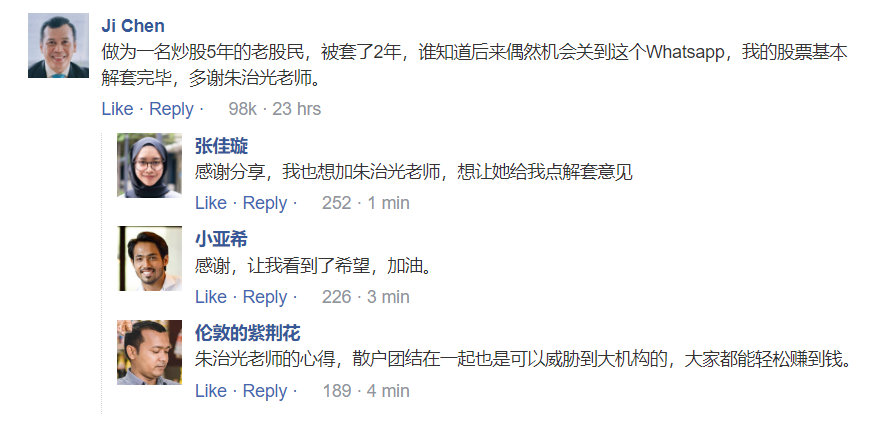 Ji Chen
做为一名炒股5年的老股民，被套了2年，谁知道后来偶然机会关到这个Whatsapp，我的股票基本
解套完毕，多谢朱治光老师。
Like · Reply · 98k · 23 hrs
张佳璇
感谢分享，我也想加朱治光老师，想让她给我点解套意见
Like · Reply · 252 · 1 min
小亚希
感谢，让我看到了希望，加油。
Like · Reply · 226 · 3 min
伦敦的紫荆花
朱治光老师的心得，散户团结在一起也是可以威胁到大机构的，大家都能轻松赚到钱。
Like · Reply · 189 · 4 min